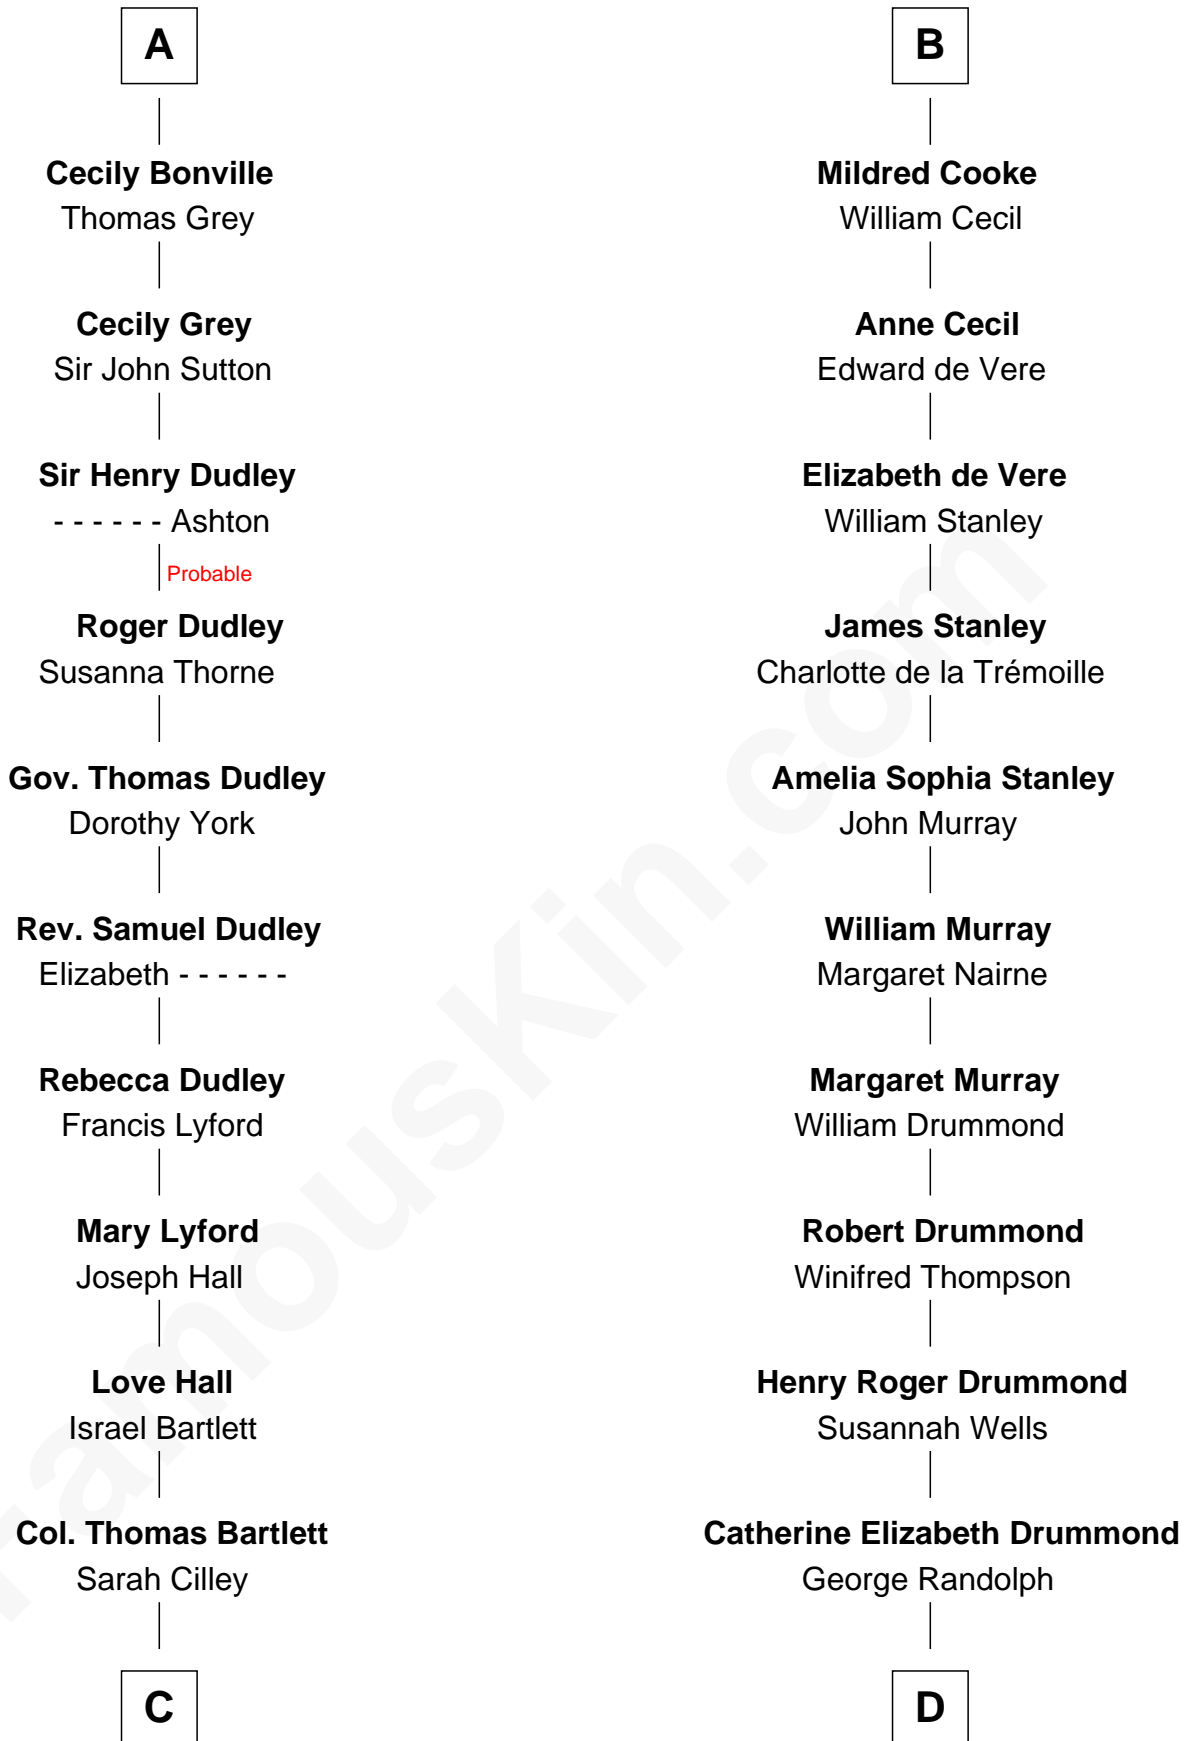 A
Cecily Bonville
Thomas Grey
Cecily Grey
Sir John Sutton
Sir Henry Dudley
- - - - - - Ashton
Probable
Roger Dudley
Susanna Thorne
Gov. Thomas Dudley
Dorothy York
Rev. Samuel Dudley
Elizabeth - - - - - -
Rebecca Dudley
Francis Lyford
Mary Lyford
Joseph Hall
Love Hall
Israel Bartlett
Col. Thomas Bartlett
Sarah Cilley
C
B
Mildred Cooke
William Cecil
Anne Cecil
Edward de Vere
Elizabeth de Vere
William Stanley
James Stanley
Charlotte de la Trémoille
Amelia Sophia Stanley
John Murray
William Murray
Margaret Nairne
Margaret Murray
William Drummond
Robert Drummond
Winifred Thompson
Henry Roger Drummond
Susannah Wells
Catherine Elizabeth Drummond
George Randolph
D
FamousKin.com